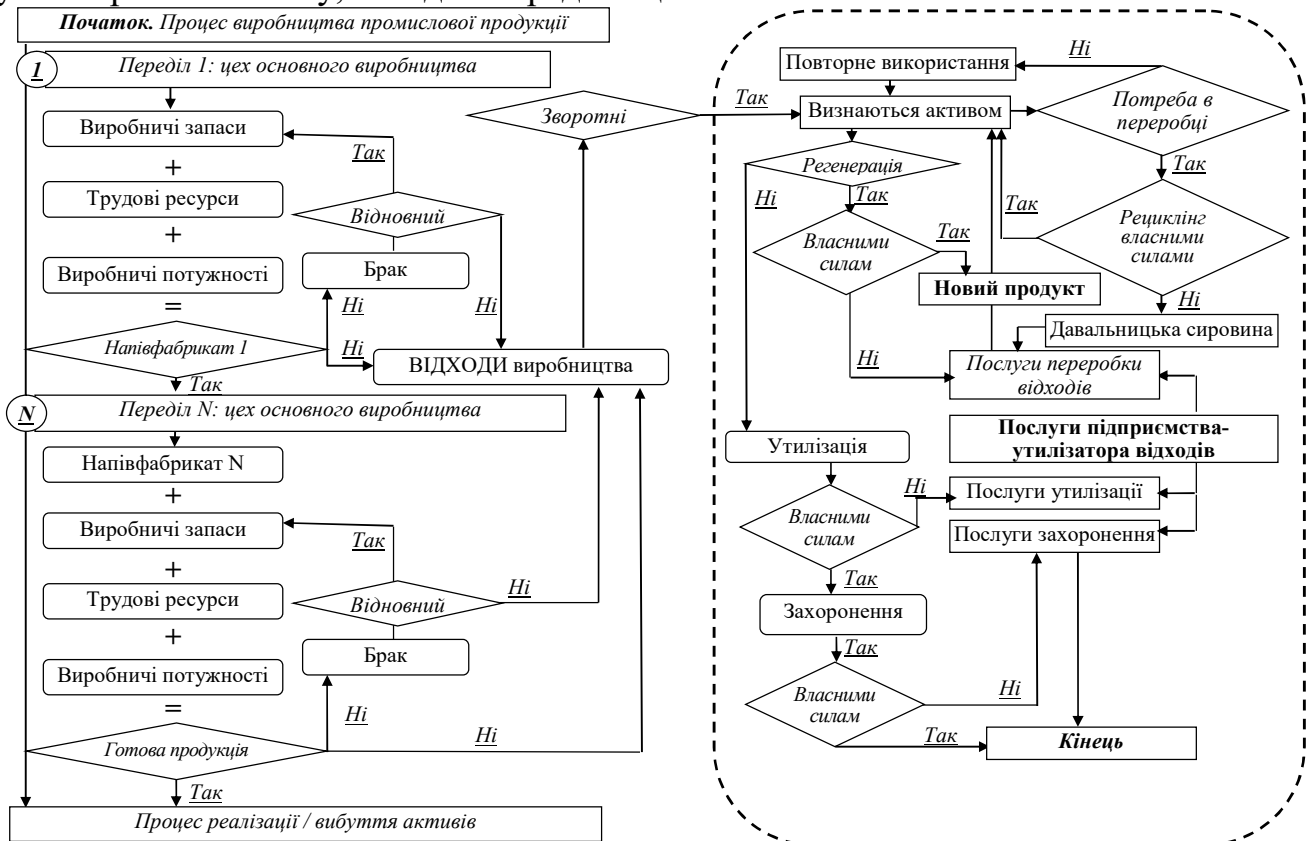 Початок. Процес виробництва промислової продукції
1
Переділ 1: цех основного виробництва
Виробничі запаси
+
Трудові ресурси
+
Виробничі потужності
=
Напівфабрикат 1
Так
Відновний
Брак
Так
Ні
Ні
Ні
ВІДХОДИ виробництва
Зворотні
Так
N
Переділ N: цех основного виробництва
Напівфабрикат N
+
Виробничі запаси
+
Трудові ресурси
+
Виробничі потужності
=
Готова продукція
Так
Так
Відновний
Ні
Брак
Ні
Ні
Процес реалізації / вибуття активів
Повторне використання
Ні
Визнаються активом
Потреба в
переробці
Так
Регенерація
Ні
Так
Так
Рециклінг
власними
силами
Власними
силам
Так
Новий продукт
Ні
Давальницька сировина
Ні
Послуги переробки
відходів
Послуги підприємства-
утилізатора відходів
Утилізація
Ні
Послуги утилізації
Власними
силам
Послуги захоронення
Так
Захоронення
Так
Власними
силам
Ні
Так
Кінець